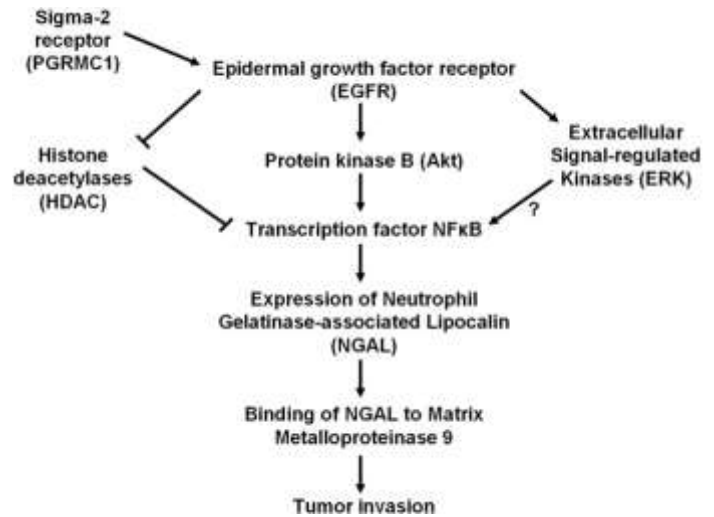 Sigma-2
receptor
(PGRMC1)
Epidermal growth factor receptor
(EGFR)
Histone
deacetylases
(HDAC)
Protein kinase B (Akt)
Extracellular
Signal-regulated
Kinases (ERK)
?
Transcription factor NFκB
Expression of Neutrophil
Gelatinase-associated Lipocalin
(NGAL)
Binding of NGAL to Matrix
Metalloproteinase 9
Tumor invasion